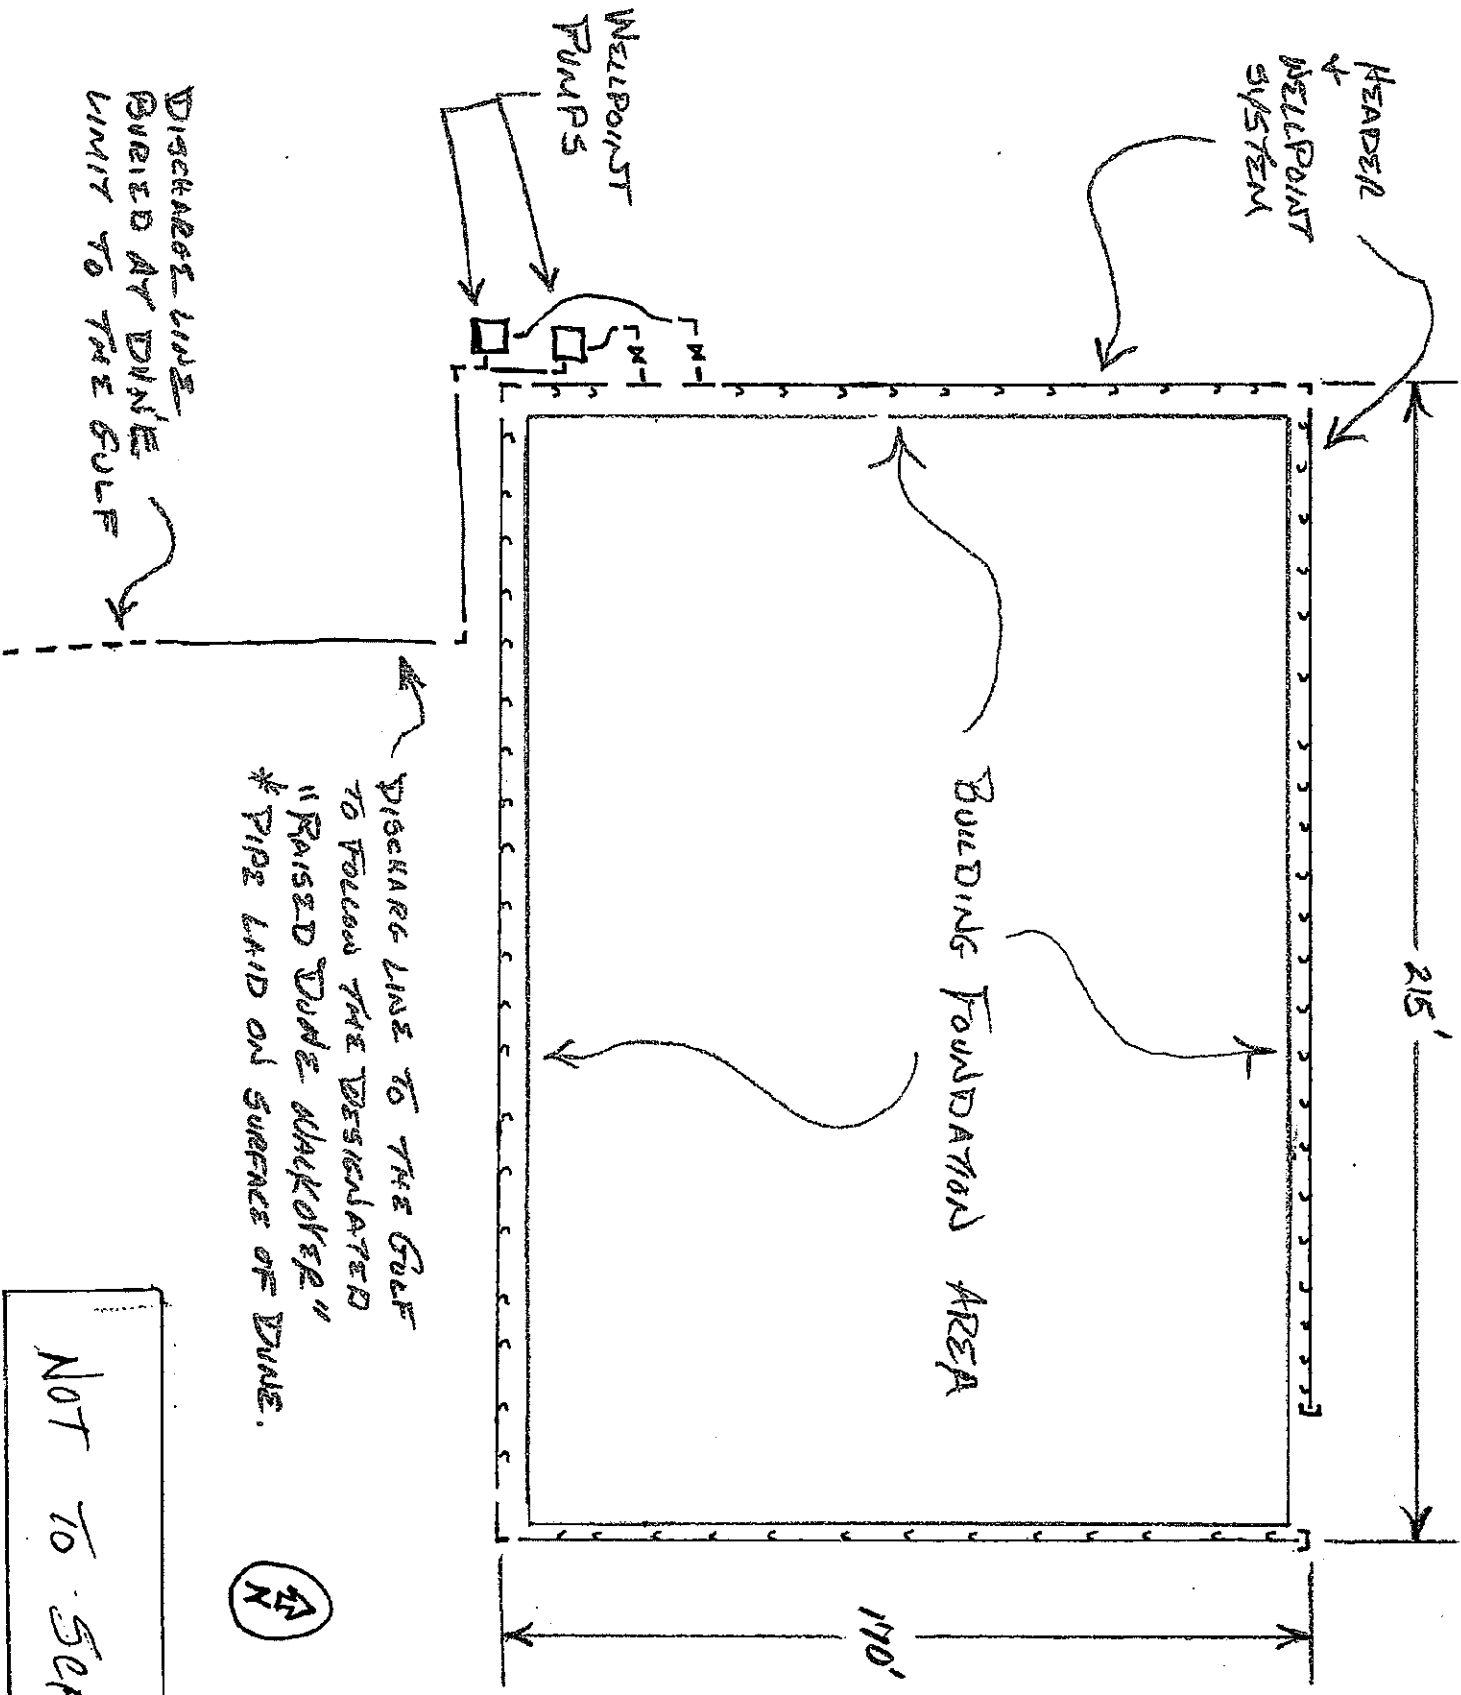 HEADER
+
WELLPOINT
SYSTEM
215'
WELLPOINT
PUMPS
BUILDING FOUNDATION AREA
170'
DISCHARGE LINE
BURIED AT DUNE
LIMIT TO THE GULF
DISCHARG LINE TO THE GULF
TO FOLLOW THE DESIGNATED
"RAISED DUNE WALKOVER"
*PIPE LAID ON SURFACE OF DUNE.
N
NOT TO